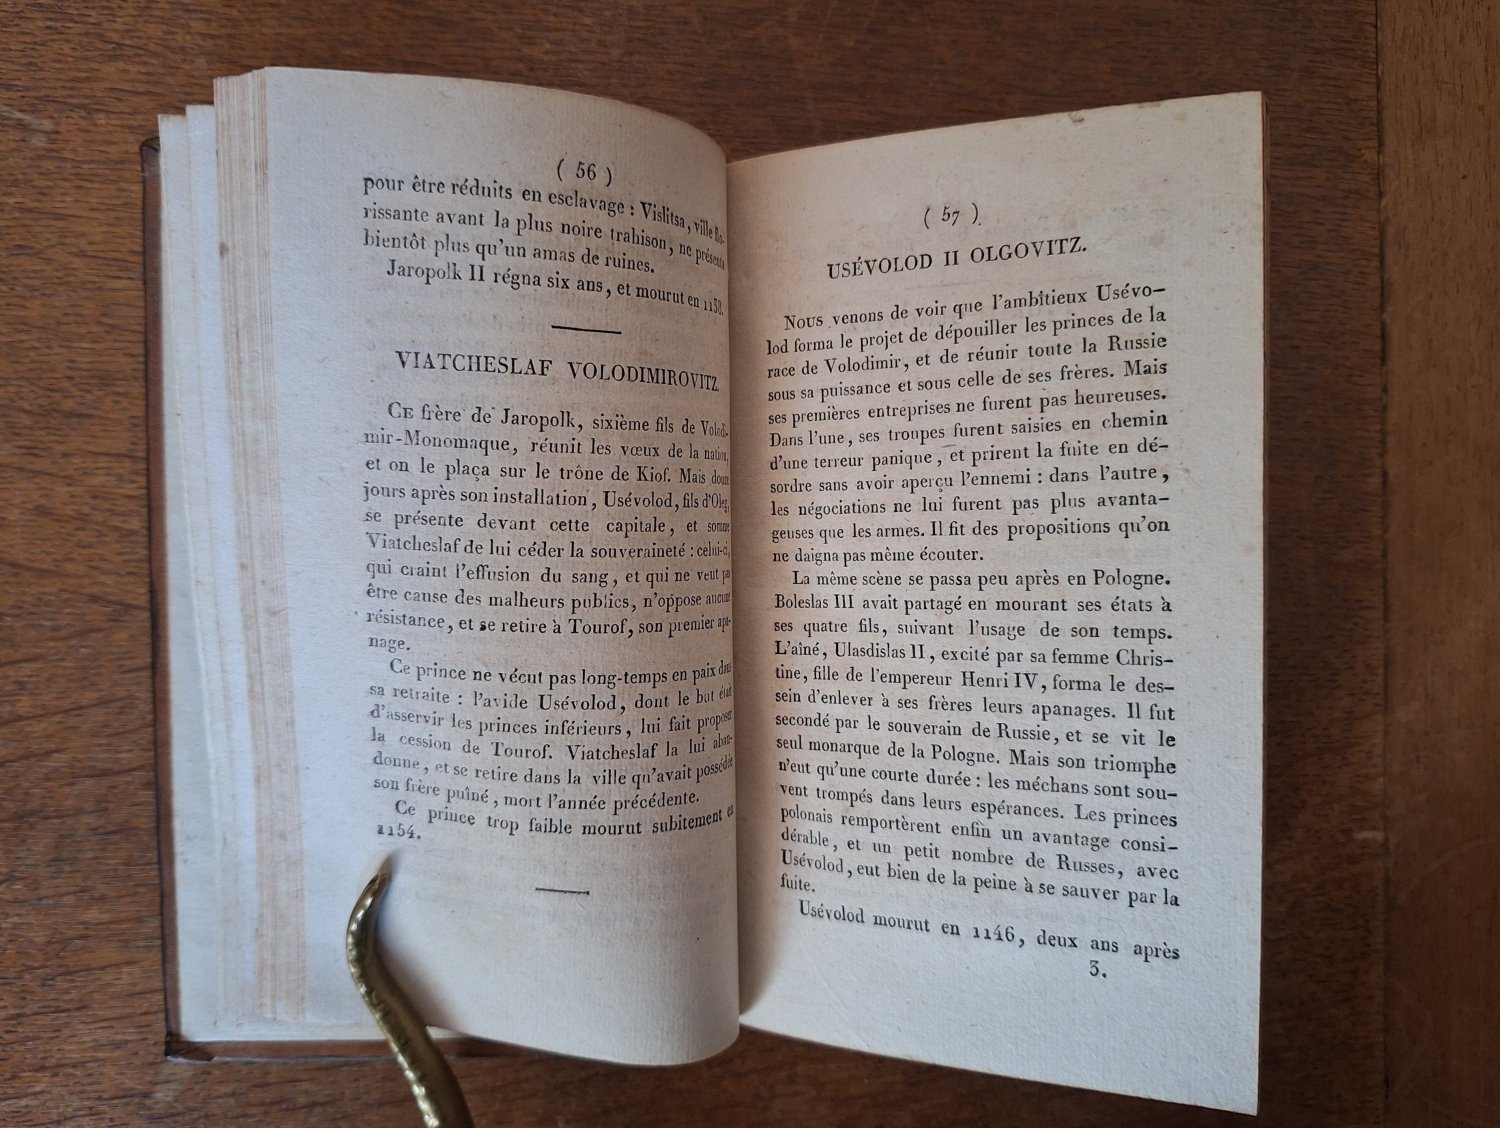 ( 56 )
pour être réduits en esclavage : Vislitsa, ville flo-
rissante avant la plus noire trahison, ne présenta
bientôt plus qu'un amas de ruines.
Jaropolk II régna six ans, et mourut en 1138.
VIATCHESLAF VOLODIMIROVITZ
CE frère de Jaropolk, sixième fils de Volodi-
mir-Monomaque, réunit les vœux de la nation,
et on le plaça sur le trône de Kiof. Mais douze
jours après son installation, Usévolod, fils d'Oleg,
se présente devant cette capitale, et somme
Viatcheslaf de lui céder la souveraineté : celui-ci,
qui craint l'effusion du sang, et qui ne veut pas
être cause des malheurs publics, n'oppose aucune
résistance, et se retire à Tourof, son premier apa-
nage.
Ce prince ne vécut pas long-temps en paix dans
sa retraite : l'avide Usévolod, dont le but était
d'asservir les princes inférieurs, lui fait proposer
la cession de Tourof. Viatcheslaf la lui aban-
donne, et se retire dans la ville qu'avait possédée
son frère puîné, mort l'année précédente.
Ce prince trop faible mourut subitement en
1154.
( 57 )
USÉVOLOD II OLGOVITZ.
NOUS venons de voir que l'ambitieux Usévo-
lod forma le projet de dépouiller les princes de la
race de Volodimir, et de réunir toute la Russie
sous sa puissance et sous celle de ses frères. Mais
ses premières entreprises ne furent pas heureuses.
Dans l'une, ses troupes furent saisies en chemin
d'une terreur panique, et prirent la fuite en dé-
sordre sans avoir aperçu l'ennemi : dans l'autre,
les négociations ne lui furent pas plus avanta-
geuses que les armes. Il fit des propositions qu'on
ne daigna pas même écouter.
La même scène se passa peu après en Pologne.
Boleslas III avait partagé en mourant ses états à
ses quatre fils, suivant l'usage de son temps.
L'aîné, Ulasdislas II, excité par sa femme Chris-
tine, fille de l'empereur Henri IV, forma le des-
sein d'enlever à ses frères leurs apanages. Il fut
secondé par le souverain de Russie, et se vit le
seul monarque de la Pologne. Mais son triomphe
n'eut qu'une courte durée : les méchans sont sou-
vent trompés dans leurs espérances. Les princes
polonais remportèrent enfin un avantage consi-
dérable, et un petit nombre de Russes, avec
Usévolod, eut bien de la peine à se sauver par la
fuite.
Usévolod mourut en 1146, deux ans après
3.